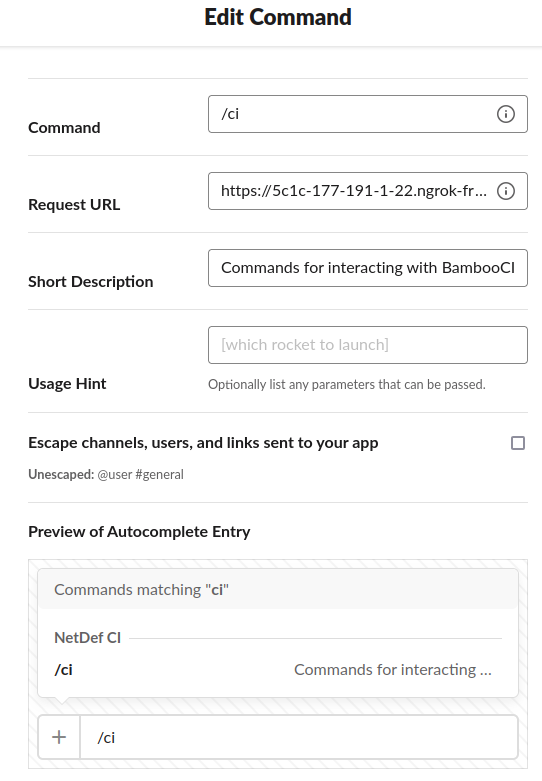 Edit Command
Command
/ci
Request URL
https://5c1c-177-191-1-22.ngrok-fr...
Short Description
Commands for interacting with BambooCI
Usage Hint
[which rocket to launch]
Optionally list any parameters that can be passed.
Escape channels, users, and links sent to your app
Unescaped: @user #general
Preview of Autocomplete Entry
Commands matching "ci"
NetDef CI
/ci Commands for interacting ...
+ /ci